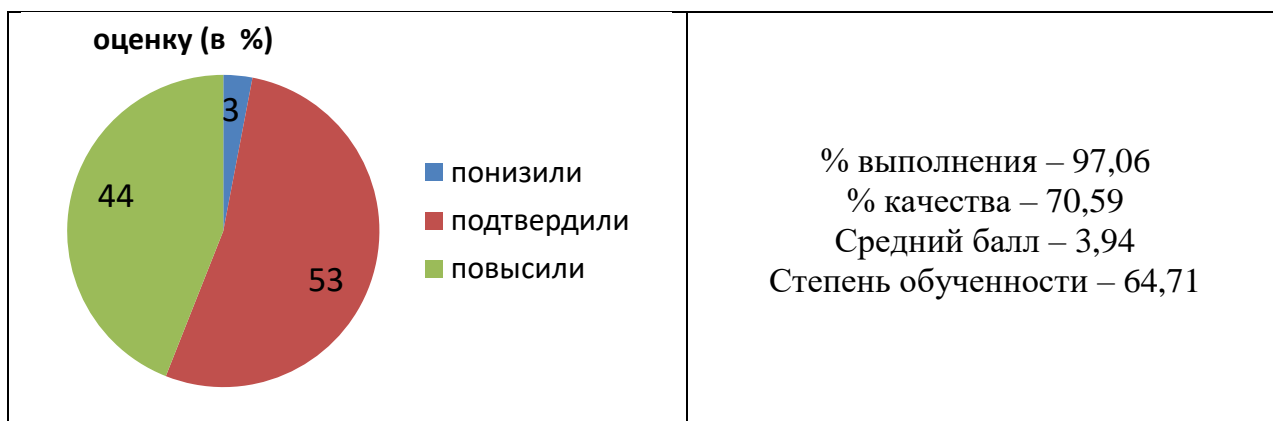 оценку (в %)
3
44
53
понизили
подтвердили
повысили
% выполнения – 97,06
% качества – 70,59
Средний балл – 3,94
Степень обученности – 64,71